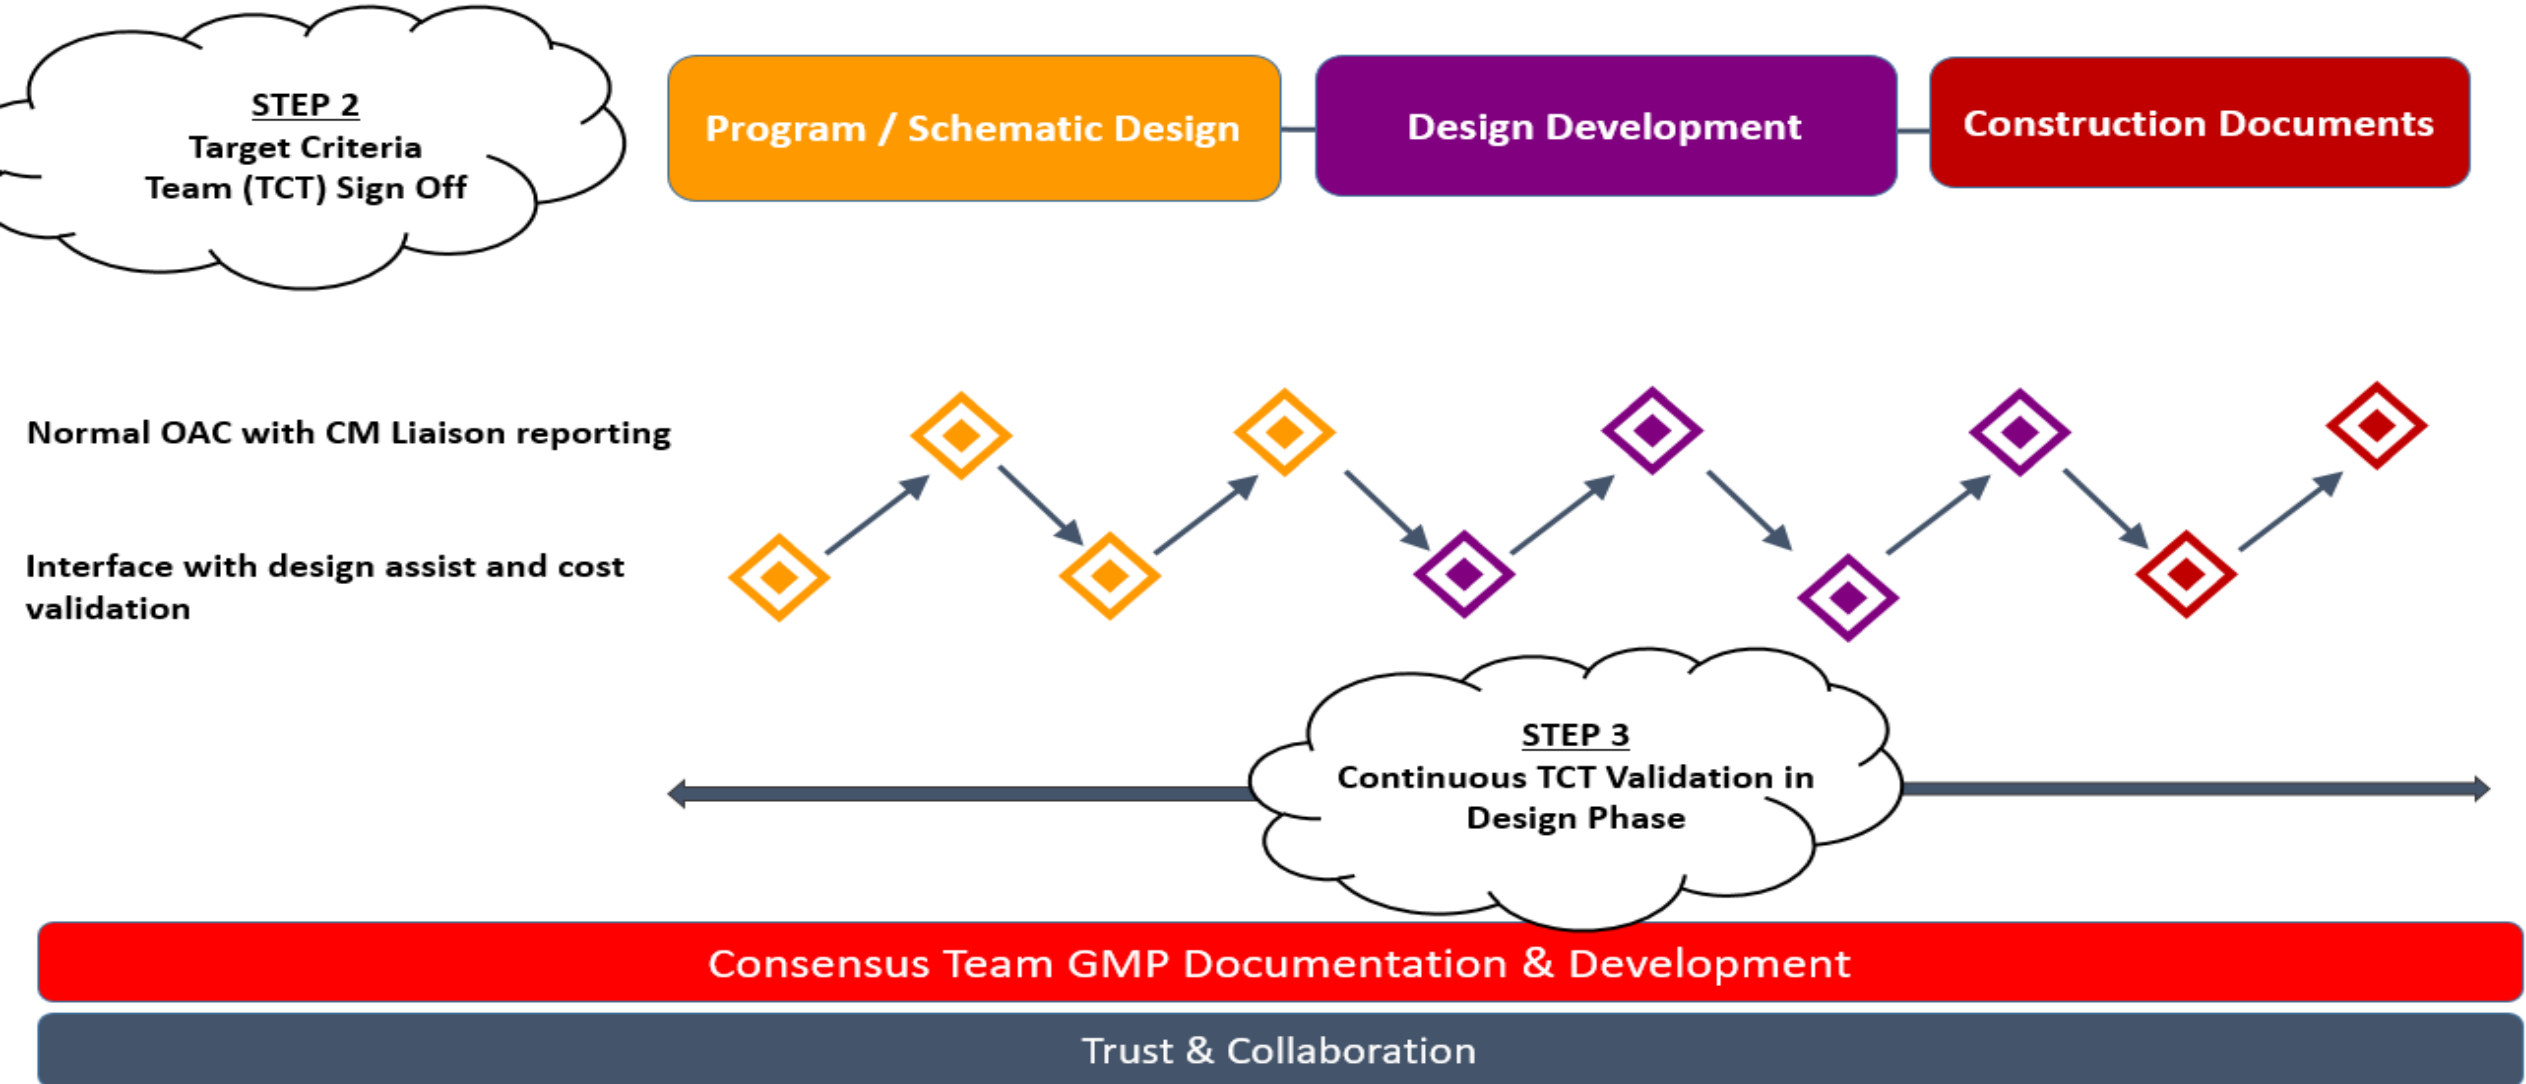 STEP 2
Target Criteria
Team (TCT) Sign Off
Program / Schematic Design
Design Development
Construction Documents
Normal OAC with CM Liaison reporting
Interface with design assist and cost
validation
STEP 3
Continuous TCT Validation in
Design Phase
Consensus Team GMP Documentation & Development
Trust & Collaboration